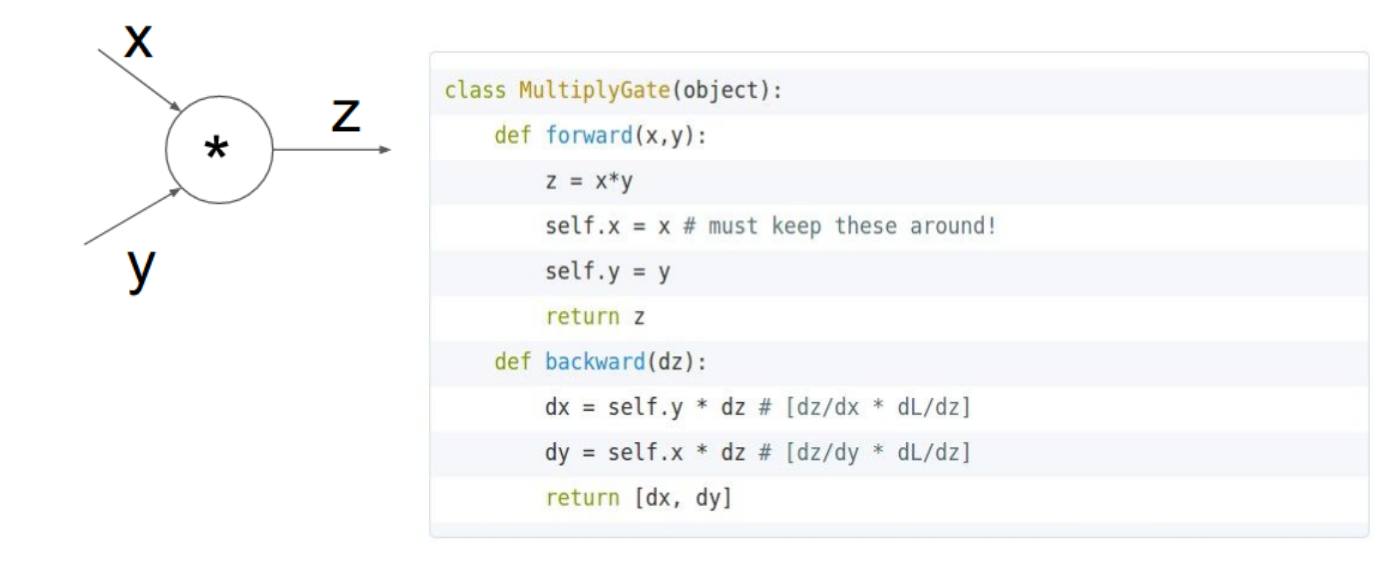 x
y
*
z
class MultiplyGate(object):
    def forward(x,y):
        z = x*y
        self.x = x # must keep these around!
        self.y = y
        return z
    def backward(dz):
        dx = self.y * dz # [dz/dx * dL/dz]
        dy = self.x * dz # [dz/dy * dL/dz]
        return [dx, dy]